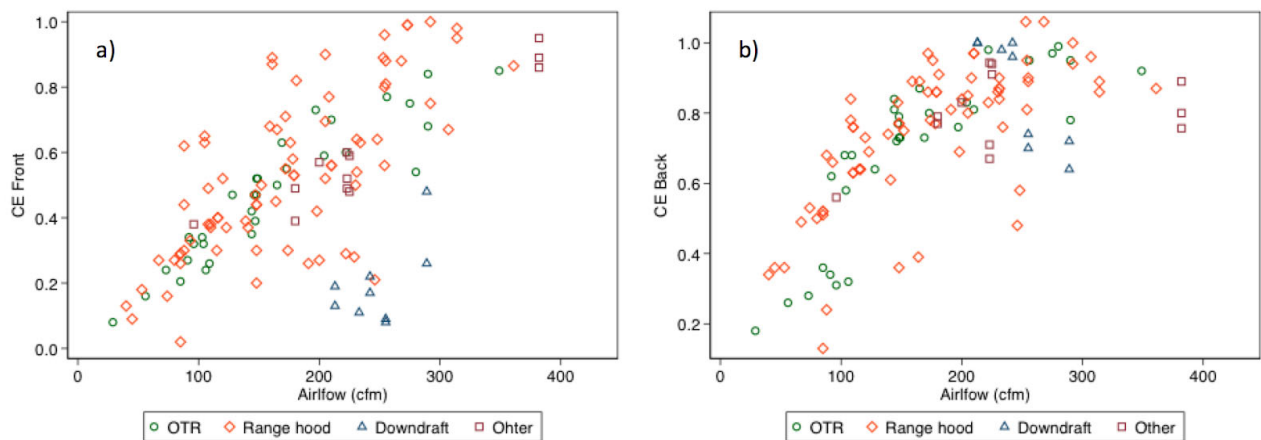 a)
CE Front
1.0
0.8
0.6
0.4
0.2
0.0
0 100 200 300 400
Airlfow (cfm)
OTR Range hood Downdraft Ohter
b)
CE Back
1.0
0.8
0.6
0.4
0.2
0 100 200 300 400
Airlfow (cfm)
OTR Range hood Downdraft Other